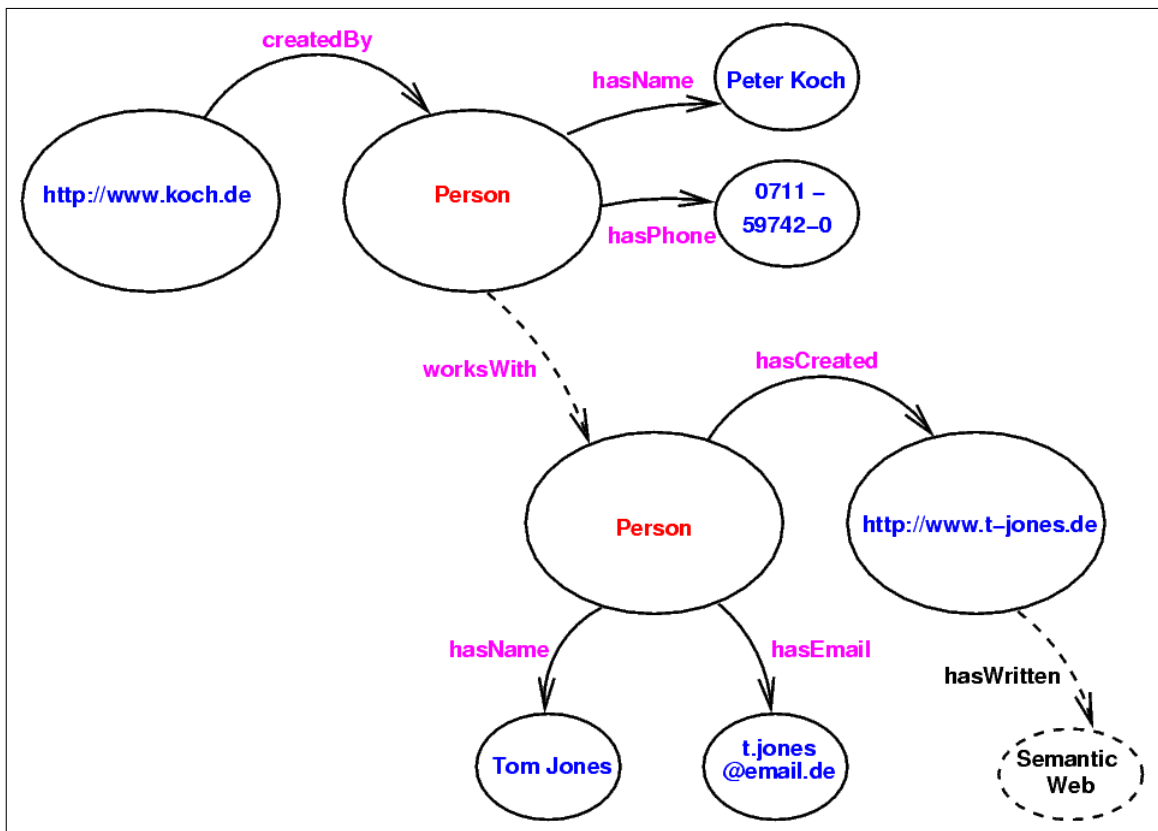 createdBy
hasName
Peter Koch
http://www.koch.de
Person
0711 –
59742–0
hasPhone
worksWith
hasCreated
Person
http://www.t–jones.de
hasName
hasEmail
hasWritten
Tom Jones
t.jones
@email.de
Semantic
Web